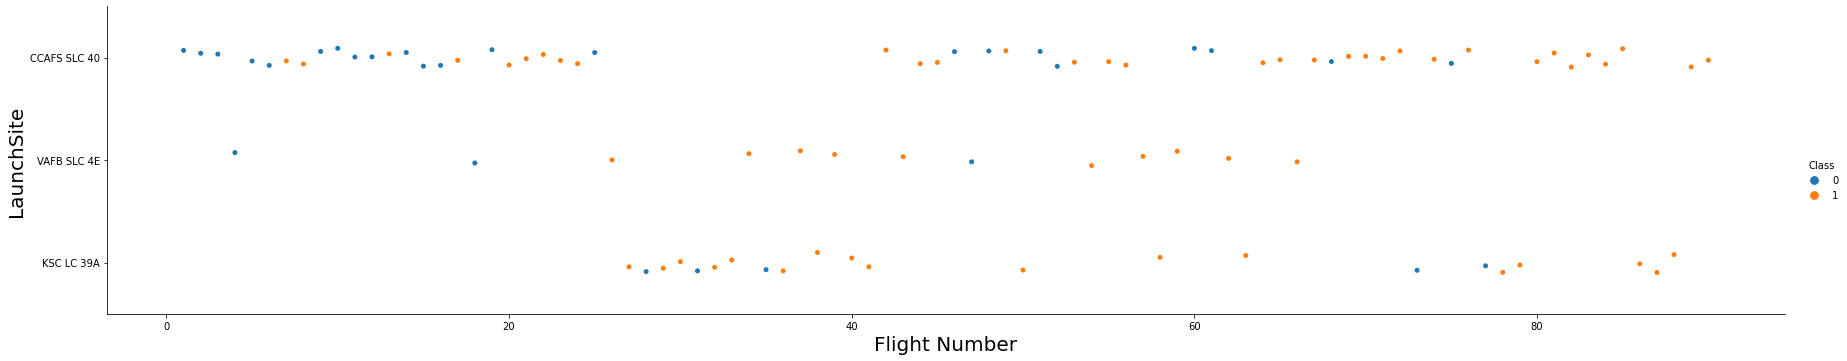 LaunchSite
CCAFS SLC 40
VAFB SLC 4E
KSC LC 39A
0
20
40
60
80
Flight Number
Class
0
1